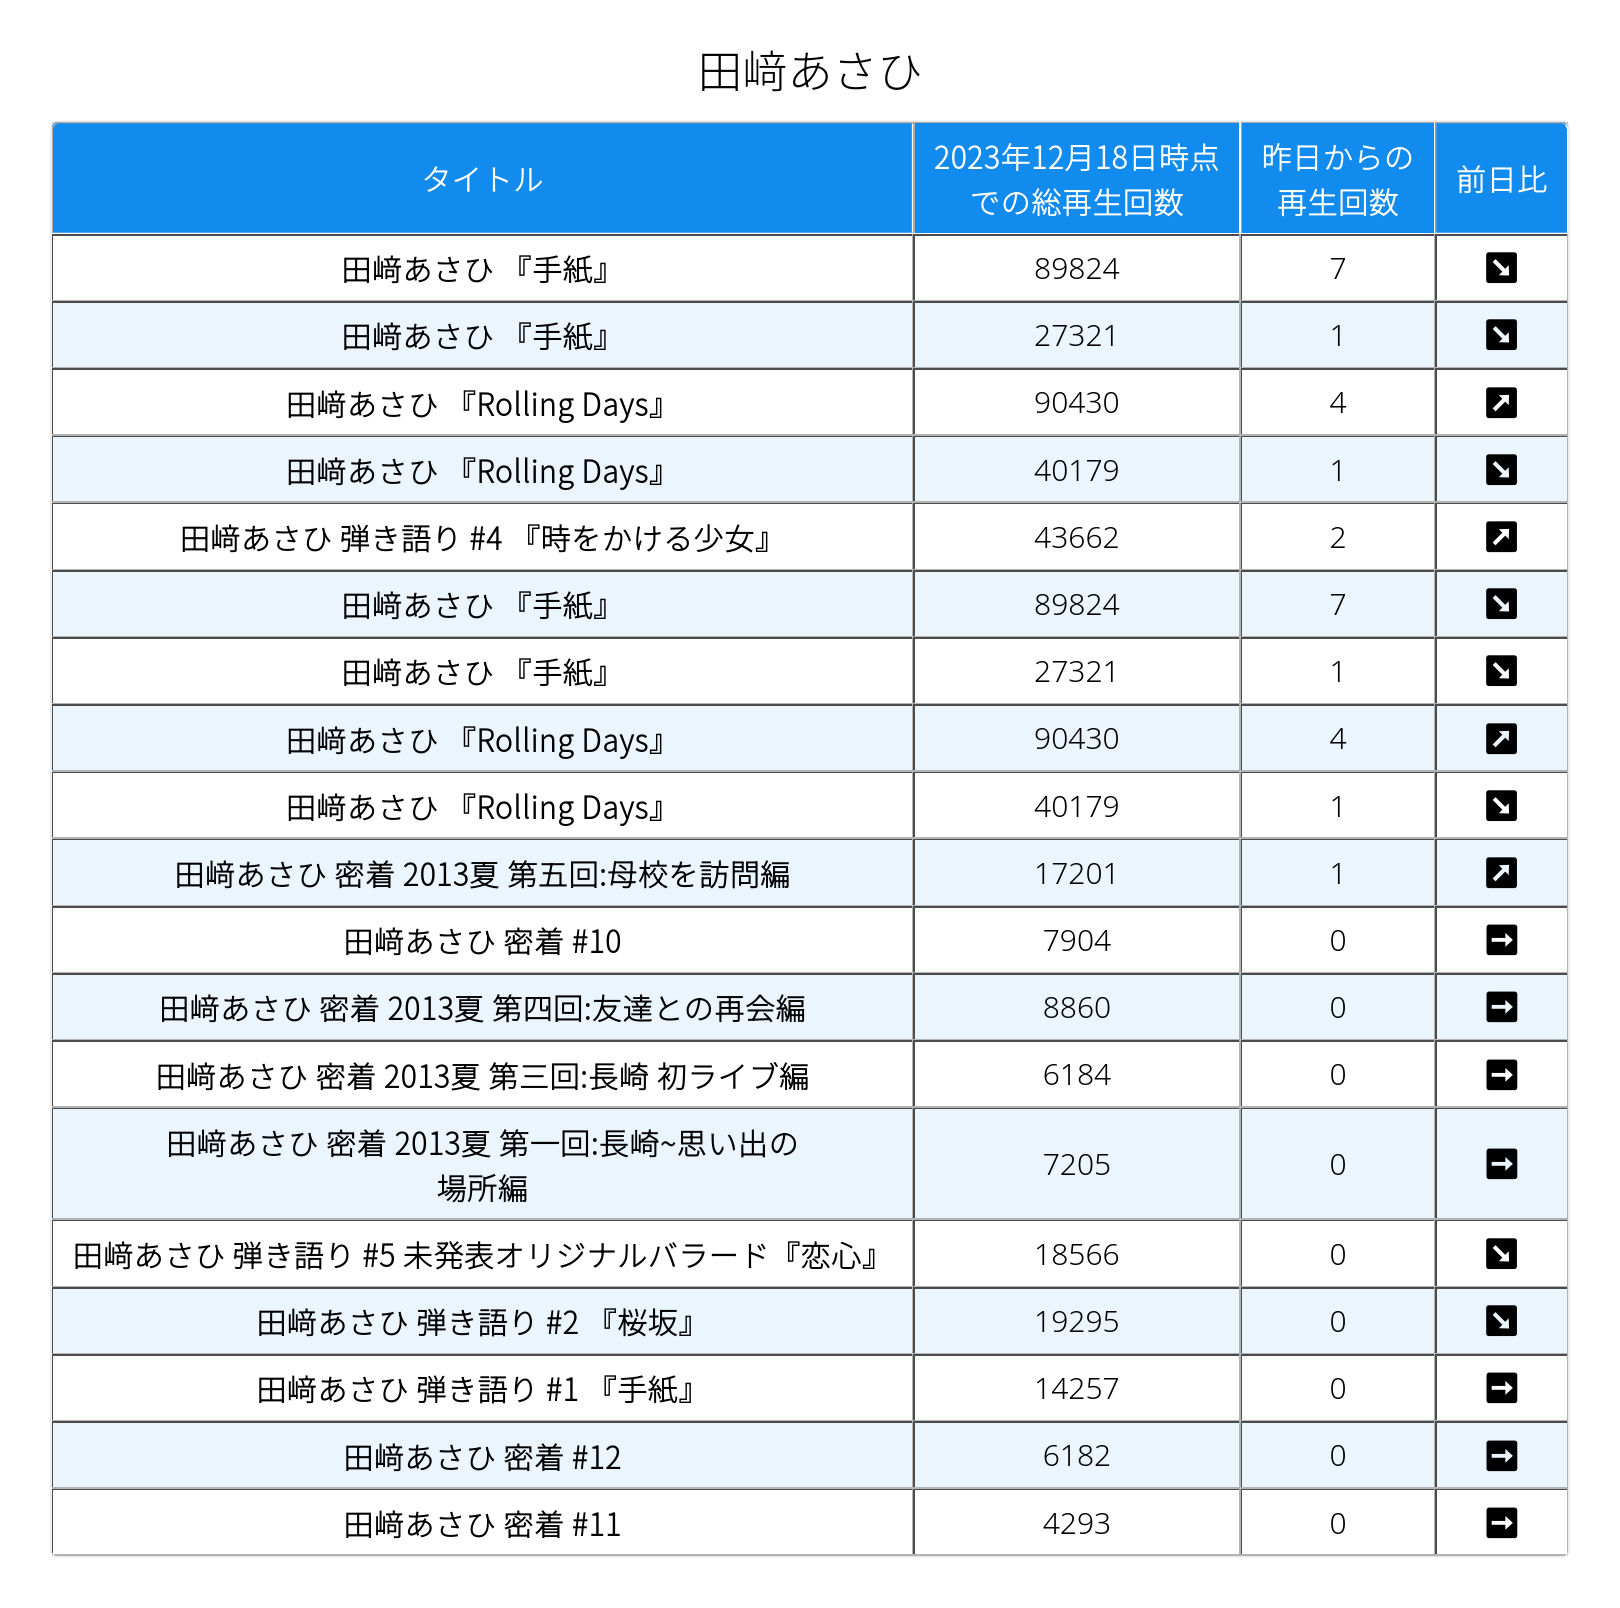 田﨑あさひ
タイトル
2023年12月18日時点
での総再生回数
昨日からの
再生回数
前日比
田﨑あさひ 『手紙』 89824 7 ↘
田﨑あさひ 『手紙』 27321 1 ↘
田﨑あさひ 『Rolling Days』 90430 4 ↗
田﨑あさひ 『Rolling Days』 40179 1 ↘
田﨑あさひ 弾き語り #4 『時をかける少女』 43662 2 ↗
田﨑あさひ 『手紙』 89824 7 ↘
田﨑あさひ 『手紙』 27321 1 ↘
田﨑あさひ 『Rolling Days』 90430 4 ↗
田﨑あさひ 『Rolling Days』 40179 1 ↘
田﨑あさひ 密着 2013夏 第五回:母校を訪問編 17201 1 ↗
田﨑あさひ 密着 #10 7904 0 →
田﨑あさひ 密着 2013夏 第四回:友達との再会編 8860 0 →
田﨑あさひ 密着 2013夏 第三回:長崎 初ライブ編 6184 0 →
田﨑あさひ 密着 2013夏 第一回:長崎~思い出の
場所編 7205 0 →
田﨑あさひ 弾き語り #5 未発表オリジナルバラード『恋心』 18566 0 ↘
田﨑あさひ 弾き語り #2 『桜坂』 19295 0 ↘
田﨑あさひ 弾き語り #1 『手紙』 14257 0 →
田﨑あさひ 密着 #12 6182 0 →
田﨑あさひ 密着 #11 4293 0 →